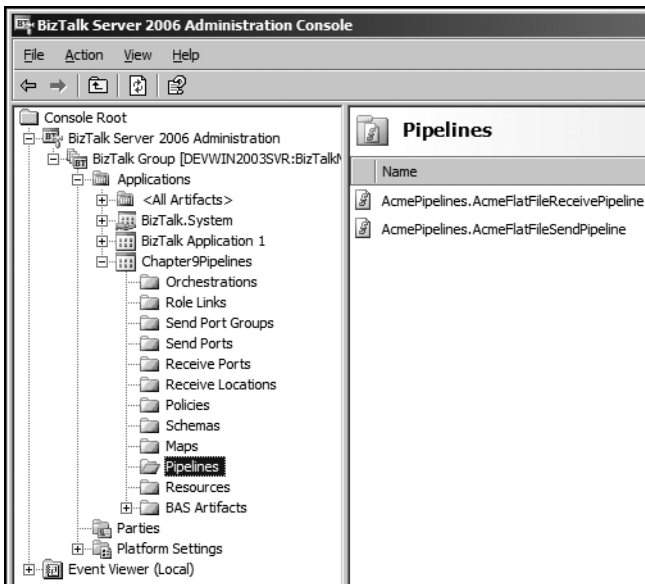 BizTalk Server 2006 Administration Console
File Action View Help
Console Root
BizTalk Server 2006 Administration
BizTalk Group [DEVWIN2003SVR:BizTalkM
Applications
<All Artifacts>
BizTalk.System
BizTalk Application 1
Chapter9Pipelines
Orchestrations
Role Links
Send Port Groups
Send Ports
Receive Ports
Receive Locations
Policies
Schemas
Maps
Pipelines
Resources
BAS Artifacts
Parties
Platform Settings
Event Viewer (Local)
Pipelines
Name
AcmePipelines.AcmeFlatFileReceivePipeline
AcmePipelines.AcmeFlatFileSendPipeline